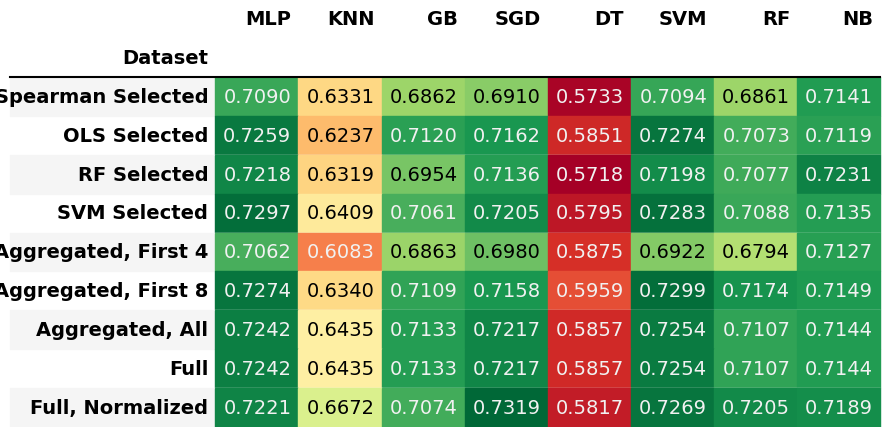 MLP KNN GB SGD DT SVM RF NB
Dataset
Spearman Selected 0.7090 0.6331 0.6862 0.6910 0.5733 0.7094 0.6861 0.7141
OLS Selected 0.7259 0.6237 0.7120 0.7162 0.5851 0.7274 0.7073 0.7119
RF Selected 0.7218 0.6319 0.6954 0.7136 0.5718 0.7198 0.7077 0.7231
SVM Selected 0.7297 0.6409 0.7061 0.7205 0.5795 0.7283 0.7088 0.7135
Aggregated, First 4 0.7062 0.6083 0.6863 0.6980 0.5875 0.6922 0.6794 0.7127
Aggregated, First 8 0.7274 0.6340 0.7109 0.7158 0.5959 0.7299 0.7174 0.7149
Aggregated, All 0.7242 0.6435 0.7133 0.7217 0.5857 0.7254 0.7107 0.7144
Full 0.7242 0.6435 0.7133 0.7217 0.5857 0.7254 0.7107 0.7144
Full, Normalized 0.7221 0.6672 0.7074 0.7319 0.5817 0.7269 0.7205 0.7189